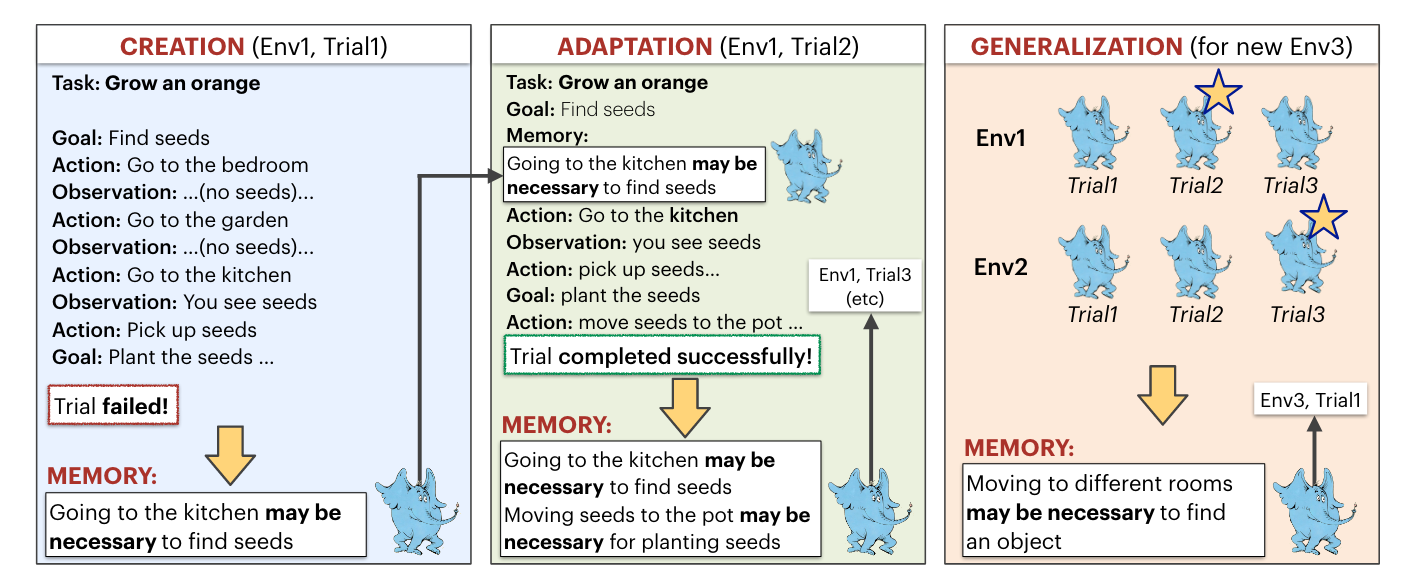 CREATION (Env1, Trial1)
Task: Grow an orange
Goal: Find seeds
Action: Go to the bedroom
Observation: ...(no seeds)...
Action: Go to the garden
Observation: ...(no seeds)...
Action: Go to the kitchen
Observation: You see seeds
Action: Pick up seeds
Goal: Plant the seeds ...
Trial failed!
MEMORY:
Going to the kitchen may be
necessary to find seeds
ADAPTATION (Env1, Trial2)
Task: Grow an orange
Goal: Find seeds
Memory:
Going to the kitchen may be
necessary to find seeds
Action: Go to the kitchen
Observation: you see seeds
Action: pick up seeds...
Goal: plant the seeds
Action: move seeds to the pot ...
Trial completed successfully!
Env1, Trial3
(etc)
MEMORY:
Going to the kitchen may be
necessary to find seeds
Moving seeds to the pot may be
necessary for planting seeds
GENERALIZATION (for new Env3)
Env1
Trial1 Trial2 Trial3
Env2
Trial1 Trial2 Trial3
Env3, Trial1
MEMORY:
Moving to different rooms
may be necessary to find
an object